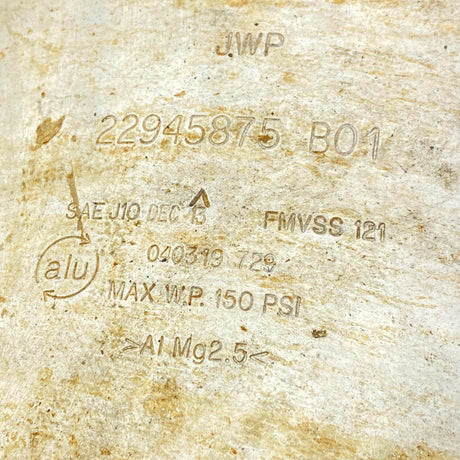 JWP
22945875 B01
SAE J10 DEC 13 FMVSS 121
040319 729
alu
MAX W.P. 150 PSI
>Al Mg2.5<